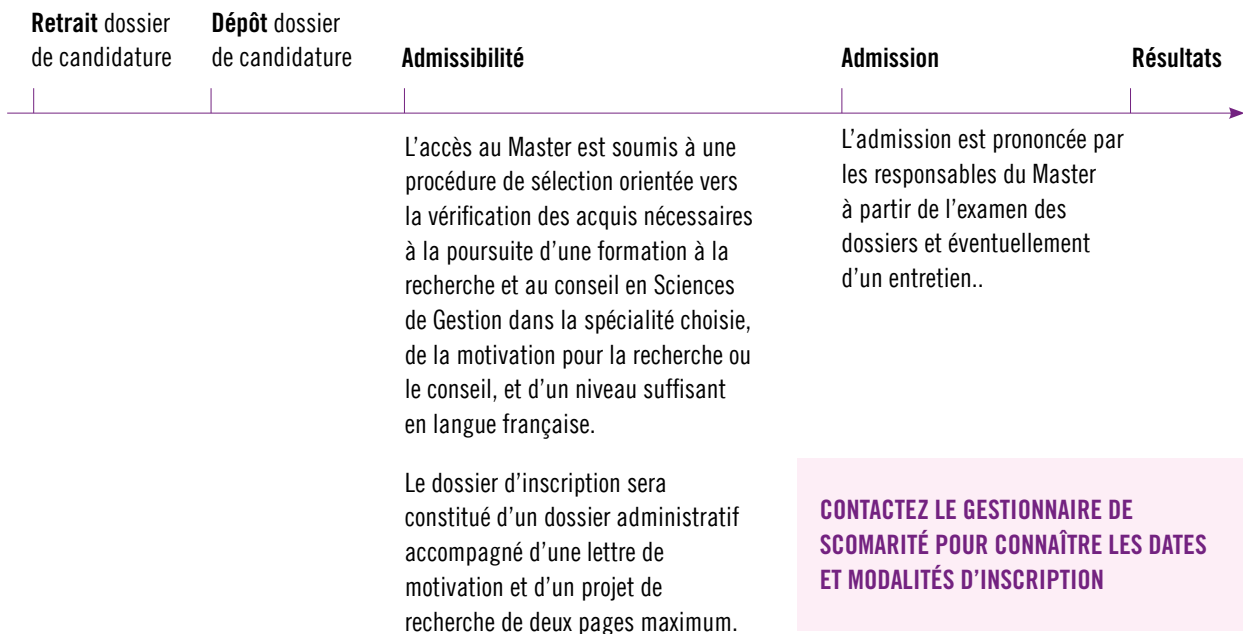 Retrait dossier
de candidature
Dépôt dossier
de candidature
Admissibilité
Admission
Résultats
L'accès au Master est soumis à une
procédure de sélection orientée vers
la vérification des acquis nécessaires
à la poursuite d'une formation à la
recherche et au conseil en Sciences
de Gestion dans la spécialité choisie,
de la motivation pour la recherche ou
le conseil, et d'un niveau suffisant
en langue française.
Le dossier d'inscription sera
constitué d'un dossier administratif
accompagné d'une lettre de
motivation et d'un projet de
recherche de deux pages maximum.
L'admission est prononcée par
les responsables du Master
à partir de l'examen des
dossiers et éventuellement
d'un entretien..
CONTACTEZ LE GESTIONNAIRE DE
SCOMARITÉ POUR CONNAÎTRE LES DATES
ET MODALITÉS D'INSCRIPTION